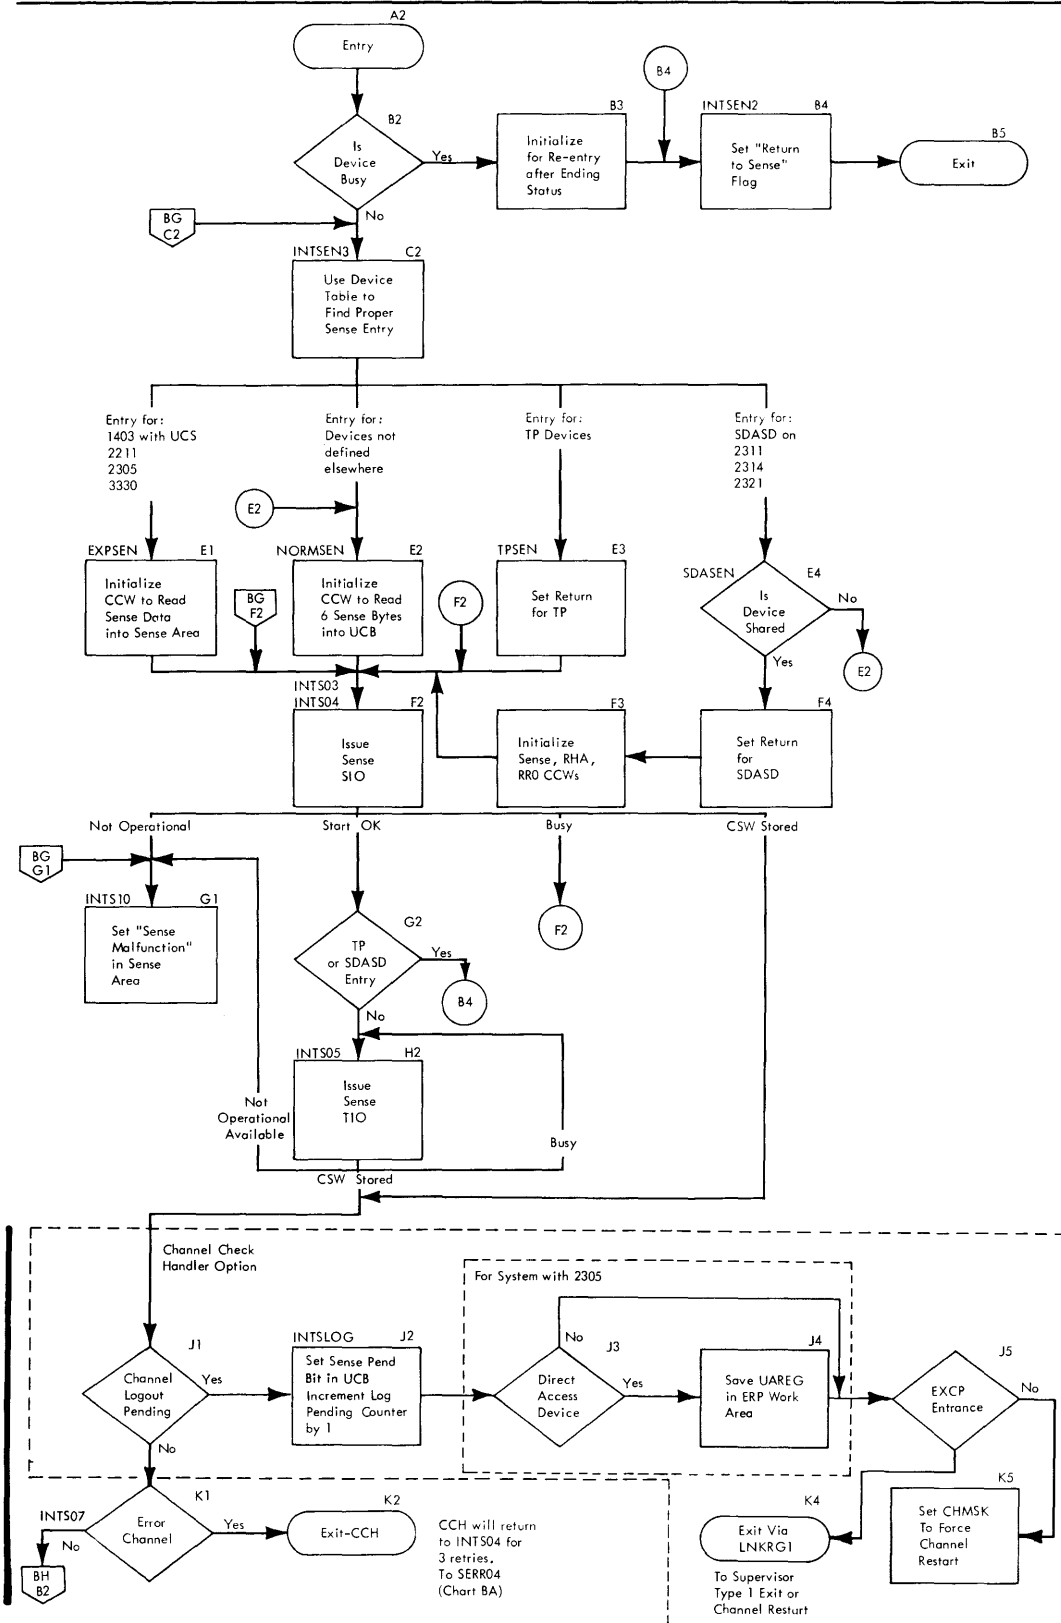 A2
Entry
B4
B2
Is
Device
Busy
Yes
No
B3
Initialize
for Re-entry
after Ending
Status
INTSEN2
B4
Set "Return
to Sense"
Flag
B5
Exit
BG
C2
INTSEN3
C2
Use Device
Table to
Find Proper
Sense Entry
Entry for:
1403 with UCS
2211
2305
3330
Entry for:
Devices not
defined
elsewhere
Entry for:
TP Devices
Entry for:
SDASD on
2311
2314
2321
E2
EXPSEN
E1
Initialize
CCW to Read
Sense Data
into Sense Area
BG
F2
NORMSEN
E2
Initialize
CCW to Read
6 Sense Bytes
into UCB
F2
TPSEN
E3
Set Return
for TP
SDASEN
E4
Is
Device
Shared
No
E2
Yes
INTS03
INTS04
F2
Issue
Sense
SIO
F3
Initialize
Sense, RHA,
RR0 CCWs
F4
Set Return
for
SDASD
Not Operational
Start OK
Busy
CSW Stored
BG
G1
INTS10
G1
Set "Sense
Malfunction"
in Sense
Area
G2
TP
or SDASD
Entry
Yes
B4
No
F2
INTS05
H2
Issue
Sense
TIO
Not
Operational
Available
Busy
CSW Stored
Channel Check
Handler Option
For System with 2305
J1
Channel
Logout
Pending
Yes
No
INTSLOG
J2
Set Sense Pend
Bit in UCB
Increment Log
Pending Counter
by 1
No
J3
Direct
Access
Device
Yes
J4
Save UAREG
in ERP Work
Area
J5
EXCP
Entrance
No
K1
INTS07
Error
Channel
No
Yes
BH
B2
K2
Exit-CCH
CCH will return
to INTS04 for
3 retries.
To SERR04
(Chart BA)
K4
Exit Via
LNKRG1
To Supervisor
Type 1 Exit or
Channel Resturt
K5
Set CHMSK
To Force
Channel
Restart